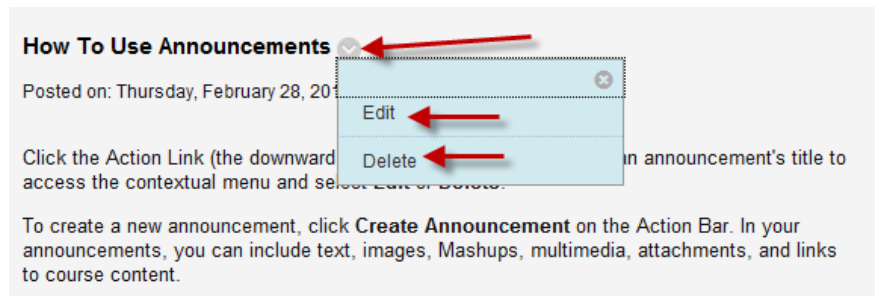 How To Use Announcements
Posted on: Thursday, February 28, 201
Edit
Click the Action Link (the downward
Delete
n announcement's title to
access the contextual menu and select Edit or Delete.
To create a new announcement, click Create Announcement on the Action Bar. In your
announcements, you can include text, images, Mashups, multimedia, attachments, and links
to course content.